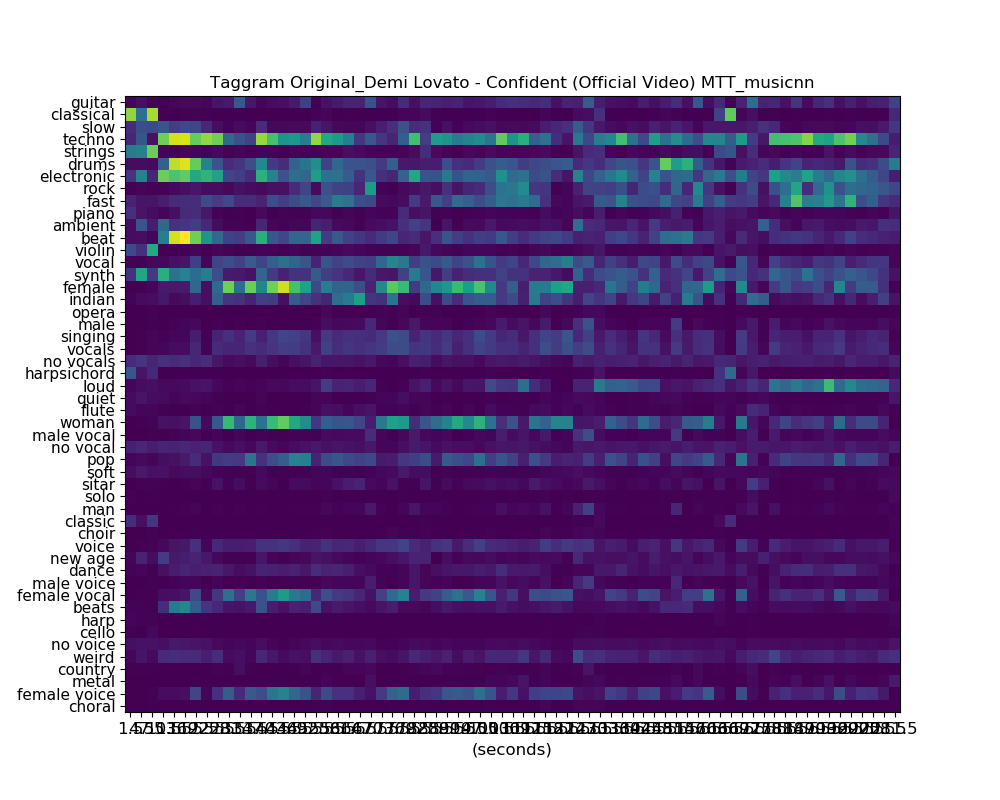 Taggram Original_Demi Lovato - Confident (Official Video) MTT_musicnn
guitar
classical
slow
techno
strings
drums
electronic
rock
fast
piano
ambient
beat
violin
vocal
synth
female
indian
opera
male
singing
vocals
no vocals
harpsichord
loud
quiet
flute
woman
male vocal
no vocal
pop
soft
sitar
solo
man
classic
choir
voice
new age
dance
male voice
female vocal
beats
harp
cello
no voice
weird
country
metal
female voice
choral
(seconds)